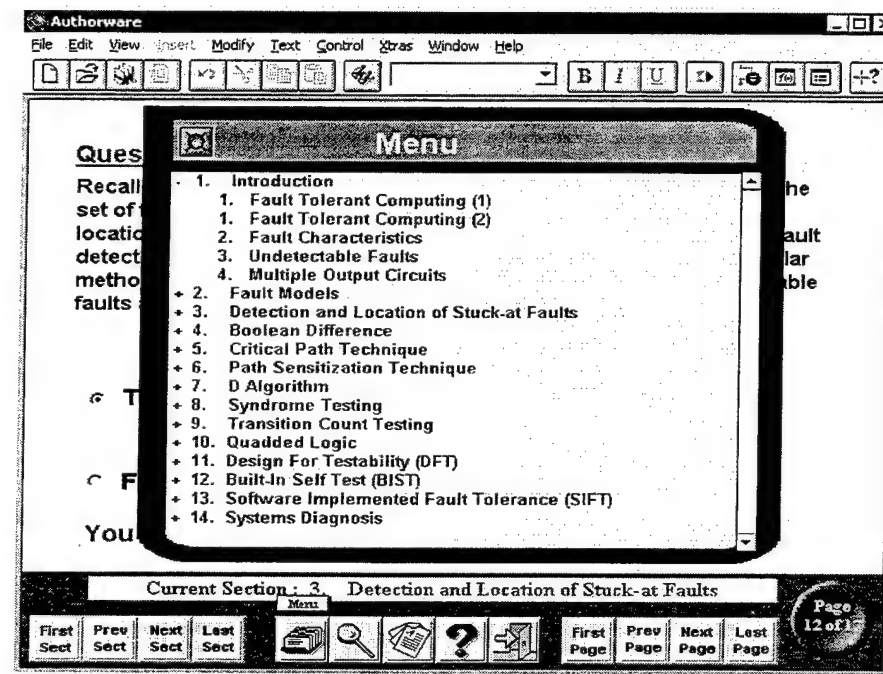 Authorware
File Edit View Insert Modify Text Control Xtras Window Help
B I U
Menu
Ques
Recall he
set of
locatio ault
detect lar
metho able
faults
1. Introduction
1. Fault Tolerant Computing (1)
1. Fault Tolerant Computing (2)
2. Fault Characteristics
3. Undetectable Faults
4. Multiple Output Circuits
+ 2. Fault Models
+ 3. Detection and Location of Stuck-at Faults
+ 4. Boolean Difference
+ 5. Critical Path Technique
+ 6. Path Sensitization Technique
+ 7. D Algorithm
+ 8. Syndrome Testing
+ 9. Transition Count Testing
+ 10. Quadded Logic
+ 11. Design For Testability (DFT)
+ 12. Built-In Self Test (BIST)
+ 13. Software Implemented Fault Tolerance (SIFT)
+ 14. Systems Diagnosis
T
F
You
Current Section : 3. Detection and Location of Stuck-at Faults
Menu
First Sect
Prev Sect
Next Sect
Last Sect
First Page
Prev Page
Next Page
Last Page
Page
12 of